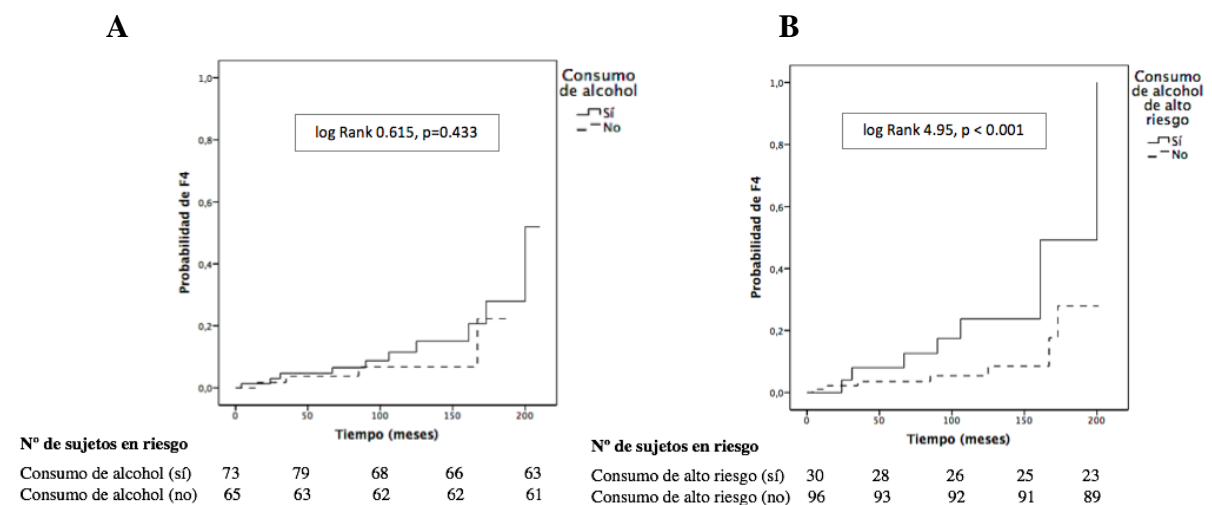 A
Consumo
de alcohol
Sí
No
log Rank 0.615, p=0.433
Probabilidad de F4
1,0
0,8
0,6
0,4
0,2
0,0
0 50 100 150 200
Tiempo (meses)
Nº de sujetos en riesgo
Consumo de alcohol (sí) 73 79 68 66 63
Consumo de alcohol (no) 65 63 62 62 61
B
Consumo
de alcohol
de alto
riesgo
Sí
No
log Rank 4.95, p < 0.001
Probabilidad de F4
1,0
0,8
0,6
0,4
0,2
0,0
0 50 100 150 200
Tiempo (meses)
Nº de sujetos en riesgo
Consumo de alto riesgo (sí) 30 28 26 25 23
Consumo de alto riesgo (no) 96 93 92 91 89